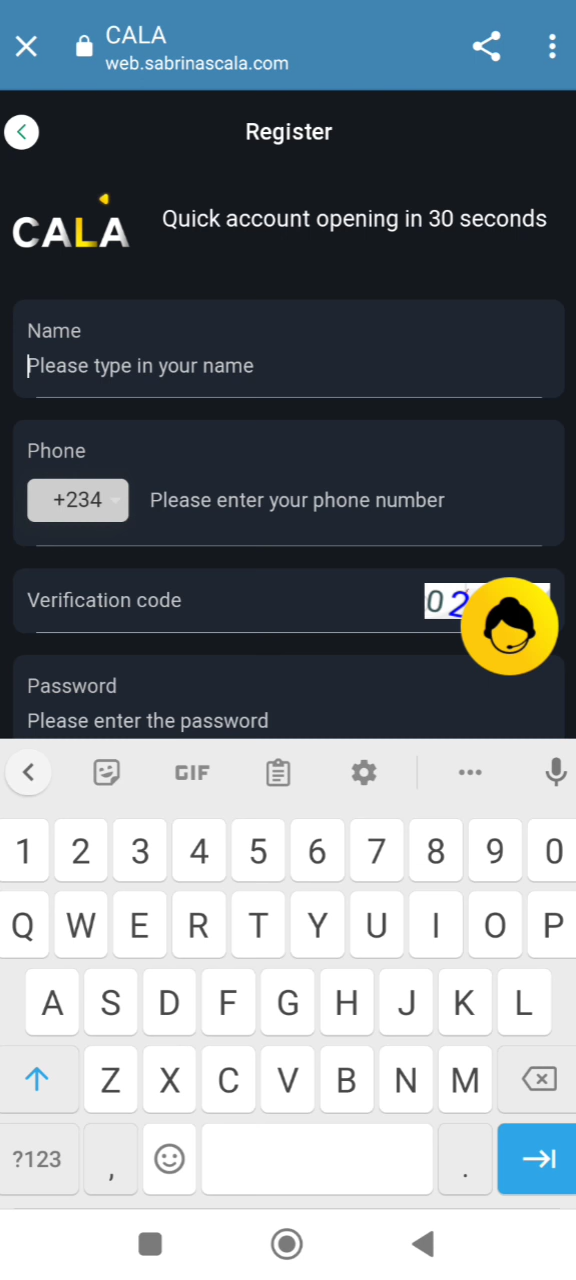 CALA
web.sabrinascala.com
Register
CALA
Quick account opening in 30 seconds
Name
Please type in your name
Phone
+234 Please enter your phone number
Verification code 02
Password
Please enter the password
GIF
1 2 3 4 5 6 7 8 9 0
Q W E R T Y U I O P
A S D F G H J K L
Z X C V B N M
?123 , .